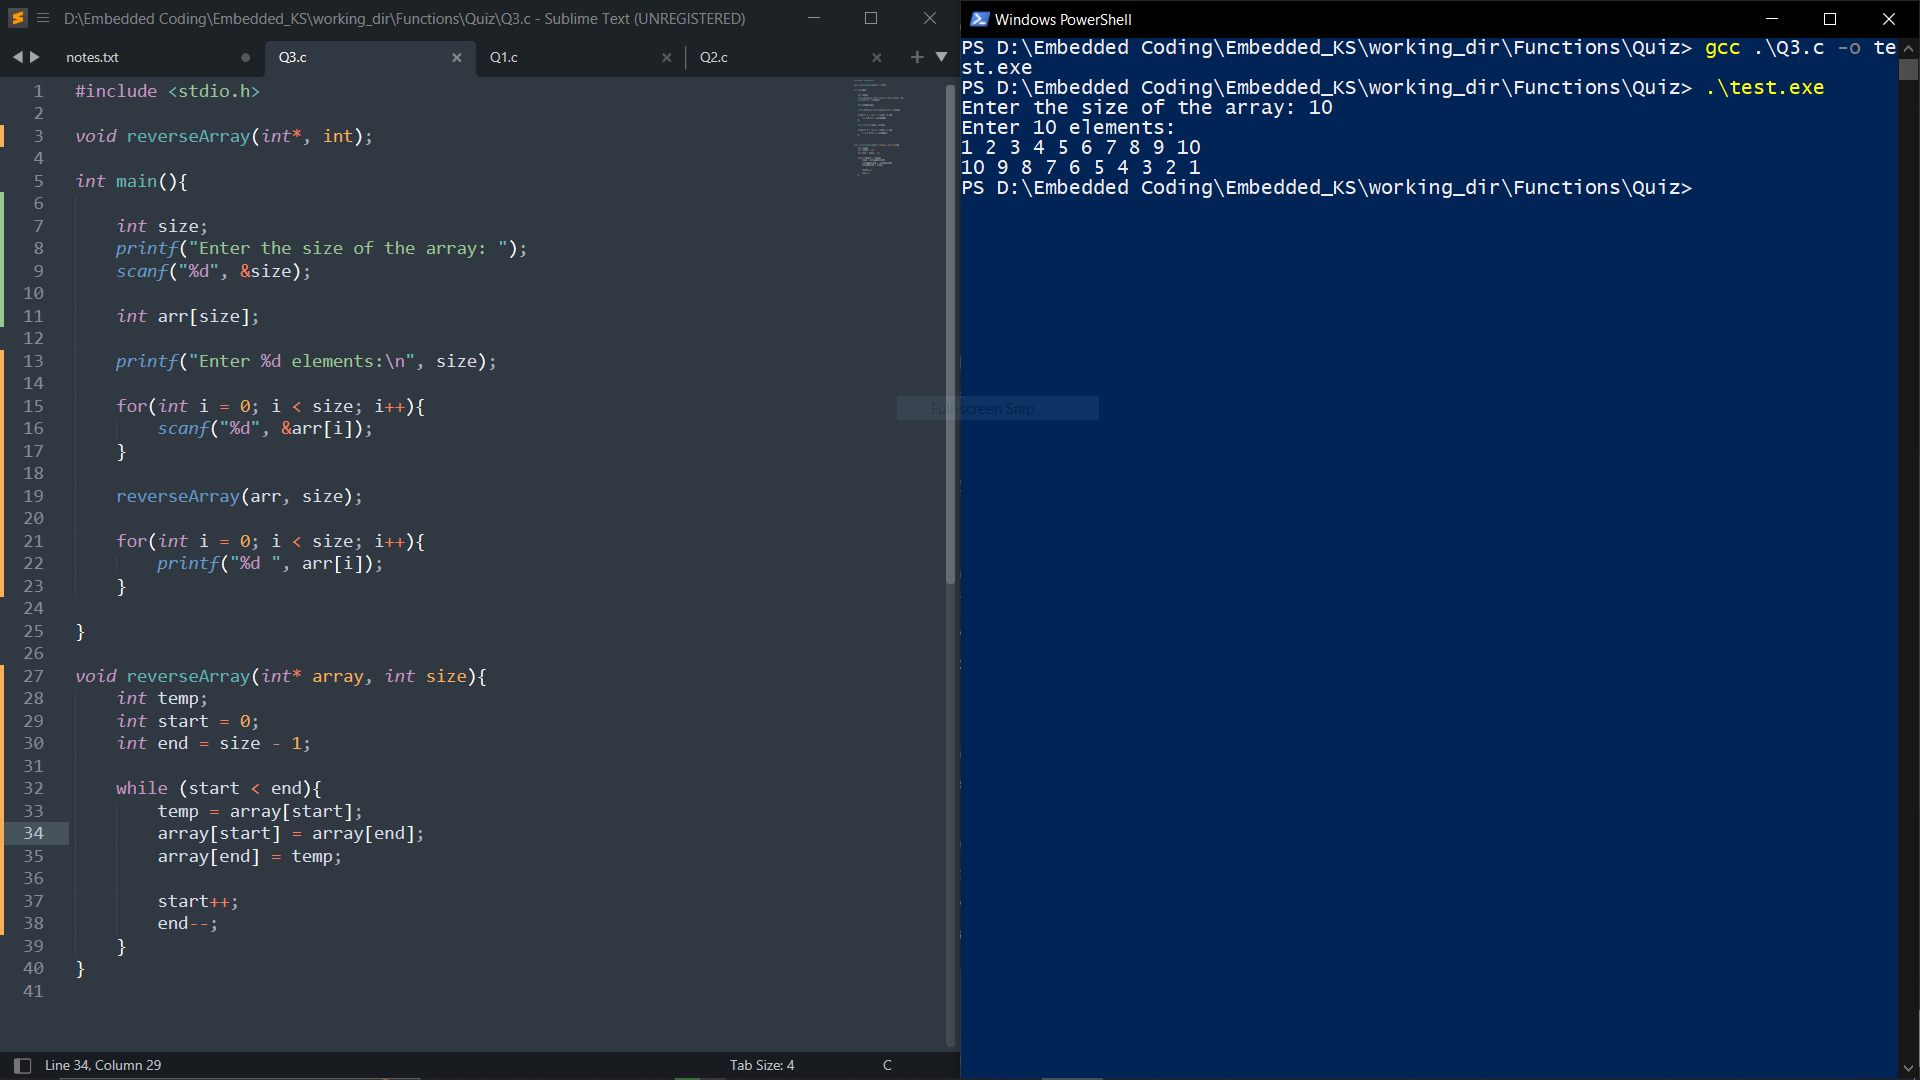 D:\Embedded Coding\Embedded_KS\working_dir\Functions\Quiz\Q3.c - Sublime Text (UNREGISTERED)
notes.txt
Q3.c
Q1.c
Q2.c
1 #include <stdio.h>
2
3 void reverseArray(int*, int);
4
5 int main(){
6
7     int size;
8     printf("Enter the size of the array: ");
9     scanf("%d", &size);
10
11     int arr[size];
12
13     printf("Enter %d elements:\n", size);
14
15     for(int i = 0; i < size; i++){
16         scanf("%d", &arr[i]);
17     }
18
19     reverseArray(arr, size);
20
21     for(int i = 0; i < size; i++){
22         printf("%d ", arr[i]);
23     }
24
25 }
26
27 void reverseArray(int* array, int size){
28     int temp;
29     int start = 0;
30     int end = size - 1;
31
32     while (start < end){
33         temp = array[start];
34         array[start] = array[end];
35         array[end] = temp;
36
37         start++;
38         end--;
39     }
40 }
41
Line 34, Column 29
Tab Size: 4
C
Full-screen Snip
Windows PowerShell
PS D:\Embedded Coding\Embedded_KS\working_dir\Functions\Quiz> gcc .\Q3.c -o te
st.exe
PS D:\Embedded Coding\Embedded_KS\working_dir\Functions\Quiz> .\test.exe
Enter the size of the array: 10
Enter 10 elements:
1 2 3 4 5 6 7 8 9 10
10 9 8 7 6 5 4 3 2 1
PS D:\Embedded Coding\Embedded_KS\working_dir\Functions\Quiz>